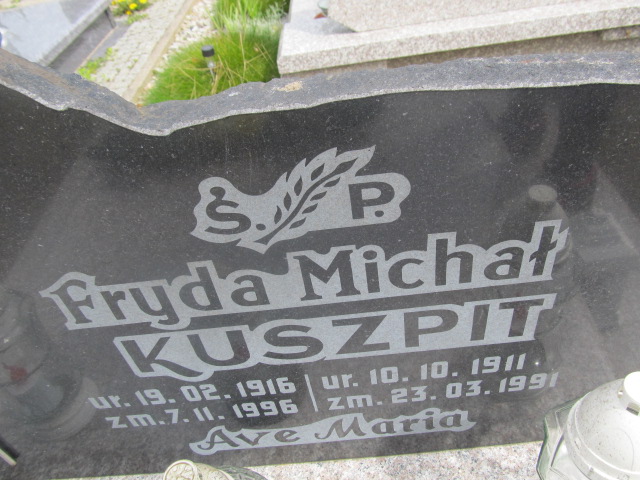 Ś. P.
Fryda Michał
KUSZPIT
ur. 19. 02. 1916 | ur. 10. 10. 1911.
zm. 7. 11. 1996 | zm. 23. 03. 1991
Ave Maria